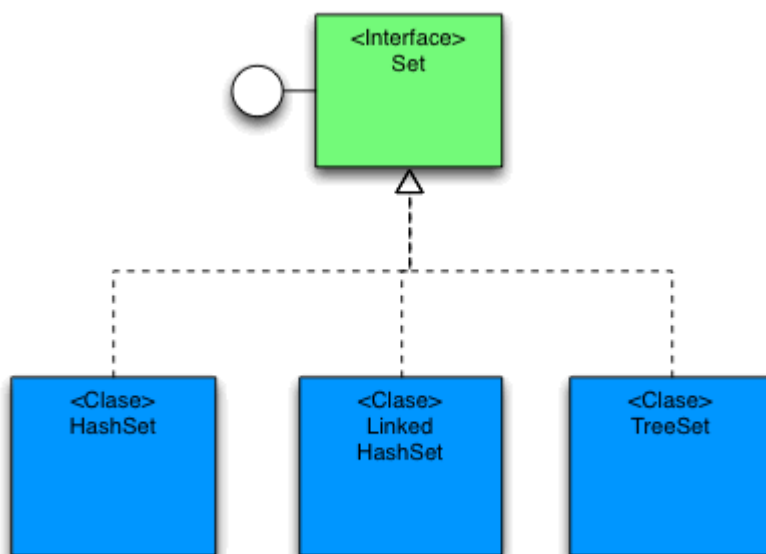 <Interface>
Set
<Clase>
HashSet
<Clase>
Linked
HashSet
<Clase>
TreeSet